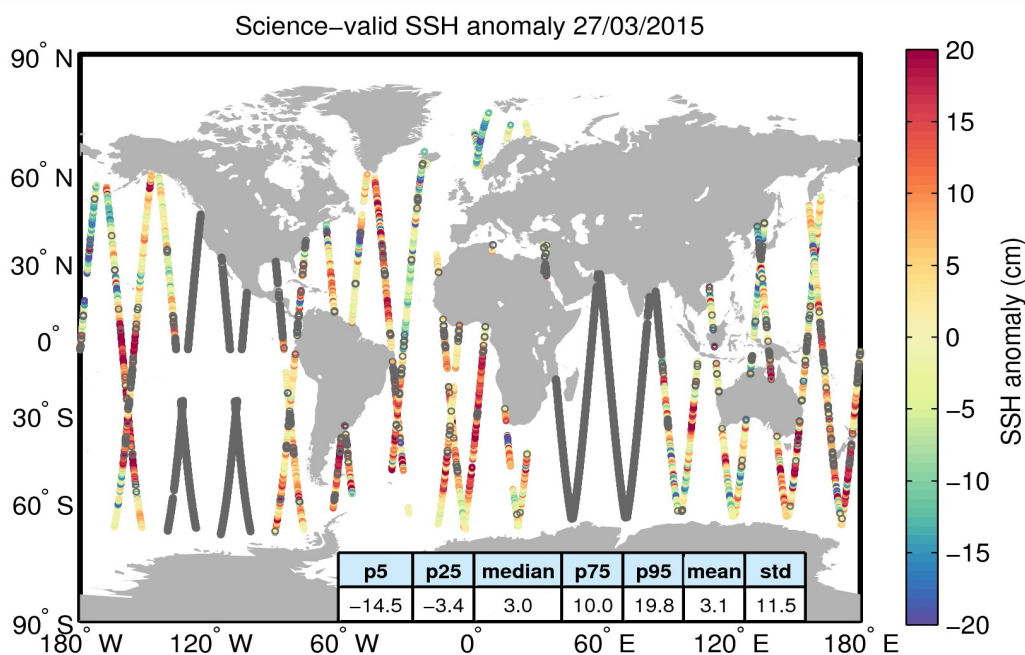 Science−valid SSH anomaly 27/03/2015
90° N
60° N
30° N
0°
30° S
60° S
90° S
180° W
120° W
60° W
0°
60° E
120° E
180° E
p5 p25 median p75 p95 mean std
−14.5 −3.4 3.0 10.0 19.8 3.1 11.5
20
15
10
5
0
−5
−10
−15
−20
SSH anomaly (cm)